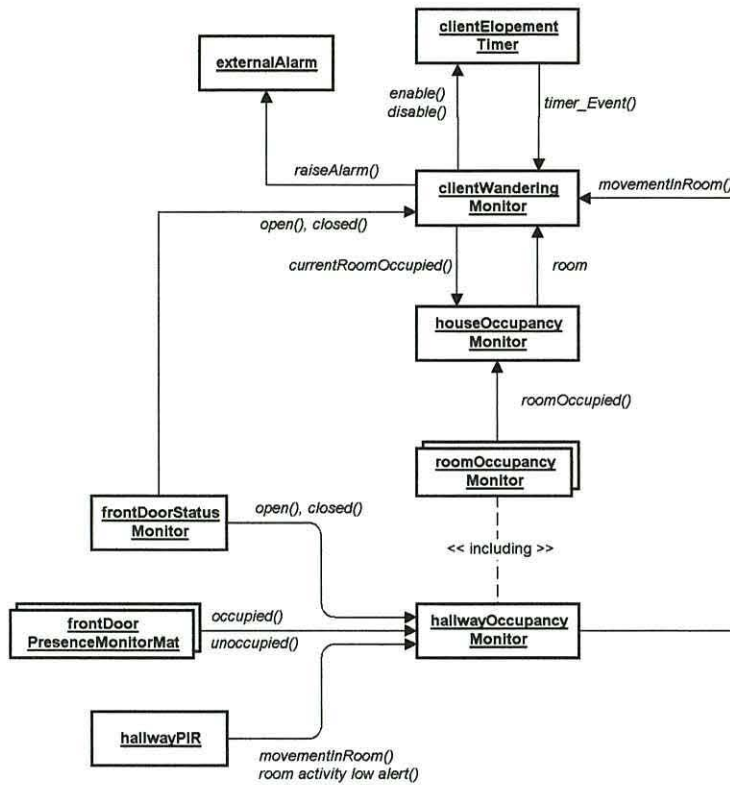 clientElopement
Timer
externalAlarm
enable()
disable()
timer_Event()
raiseAlarm()
clientWandering
Monitor
movementInRoom()
open(), closed()
currentRoomOccupied()
room
houseOccupancy
Monitor
roomOccupied()
roomOccupancy
Monitor
frontDoorStatus
Monitor
open(), closed()
<< including >>
frontDoor
PresenceMonitorMat
occupied()
unoccupied()
hallwayOccupancy
Monitor
hallwayPIR
movementInRoom()
room activity low alert()